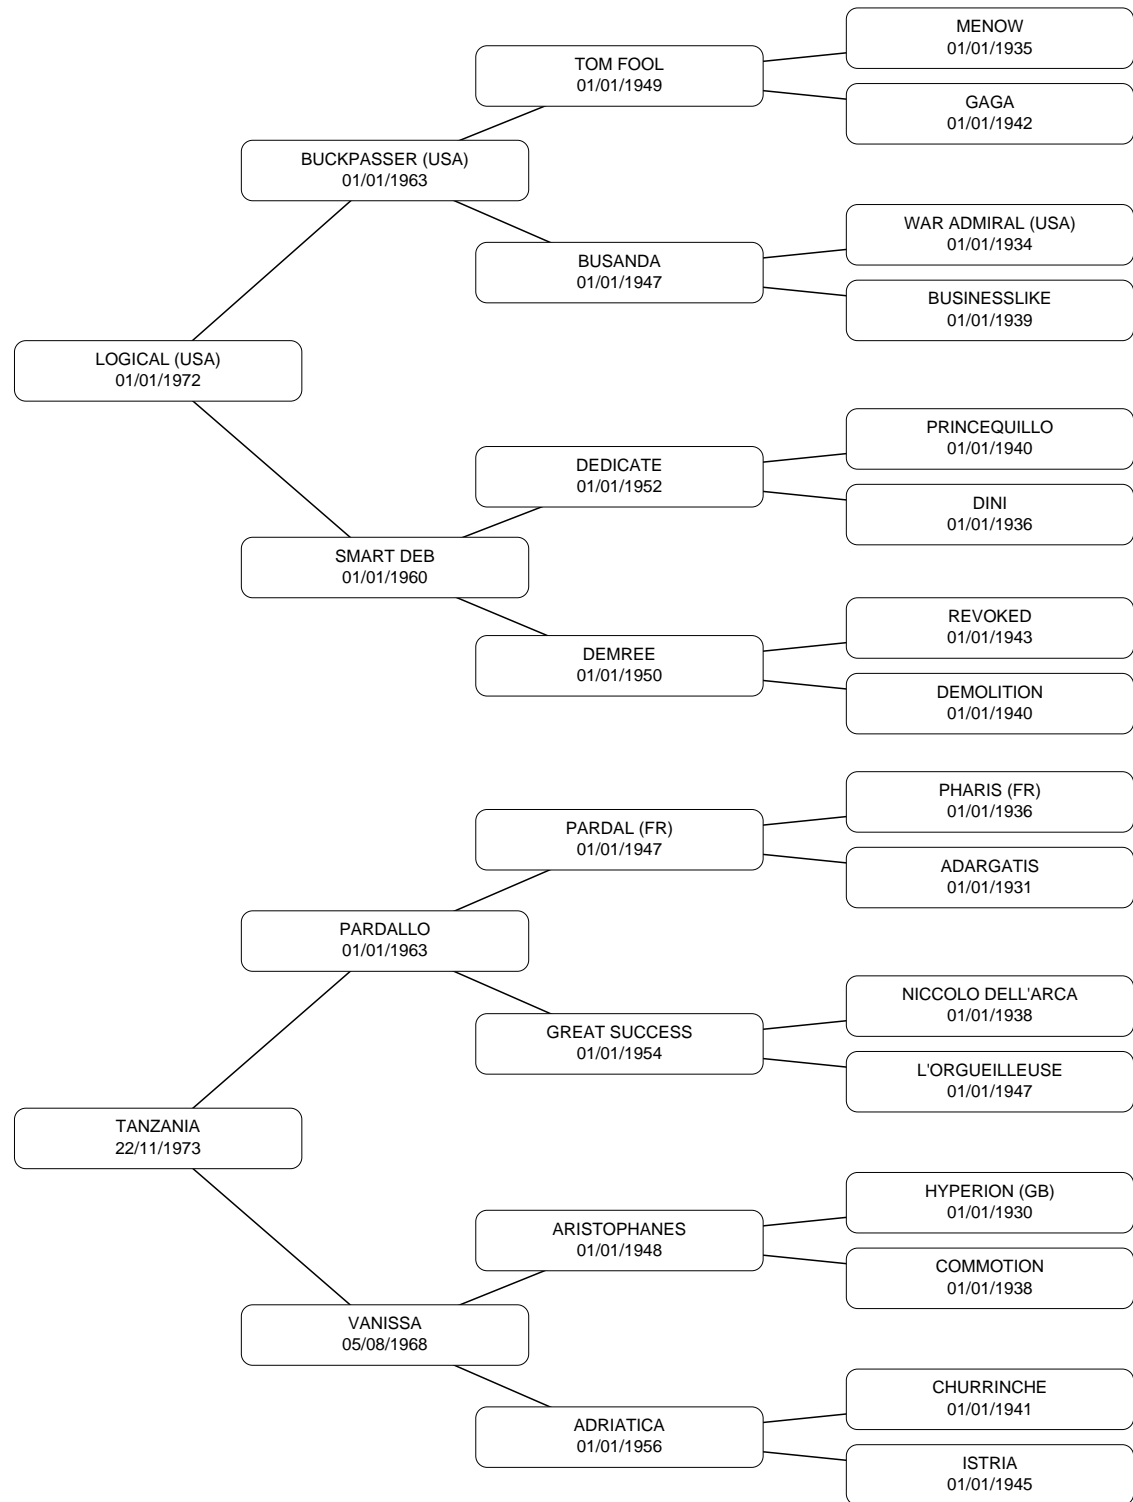 MENOW
01/01/1935
TOM FOOL
01/01/1949
GAGA
01/01/1942
BUCKPASSER (USA)
01/01/1963
WAR ADMIRAL (USA)
01/01/1934
BUSANDA
01/01/1947
BUSINESSLIKE
01/01/1939
LOGICAL (USA)
01/01/1972
PRINCEQUILLO
01/01/1940
DEDICATE
01/01/1952
DINI
01/01/1936
SMART DEB
01/01/1960
REVOKED
01/01/1943
DEMREE
01/01/1950
DEMOLITION
01/01/1940
PHARIS (FR)
01/01/1936
PARDAL (FR)
01/01/1947
ADARGATIS
01/01/1931
PARDALLO
01/01/1963
NICCOLO DELL'ARCA
01/01/1938
GREAT SUCCESS
01/01/1954
L'ORGUEILLEUSE
01/01/1947
TANZANIA
22/11/1973
HYPERION (GB)
01/01/1930
ARISTOPHANES
01/01/1948
COMMOTION
01/01/1938
VANISSA
05/08/1968
CHURRINCHE
01/01/1941
ADRIATICA
01/01/1956
ISTRIA
01/01/1945